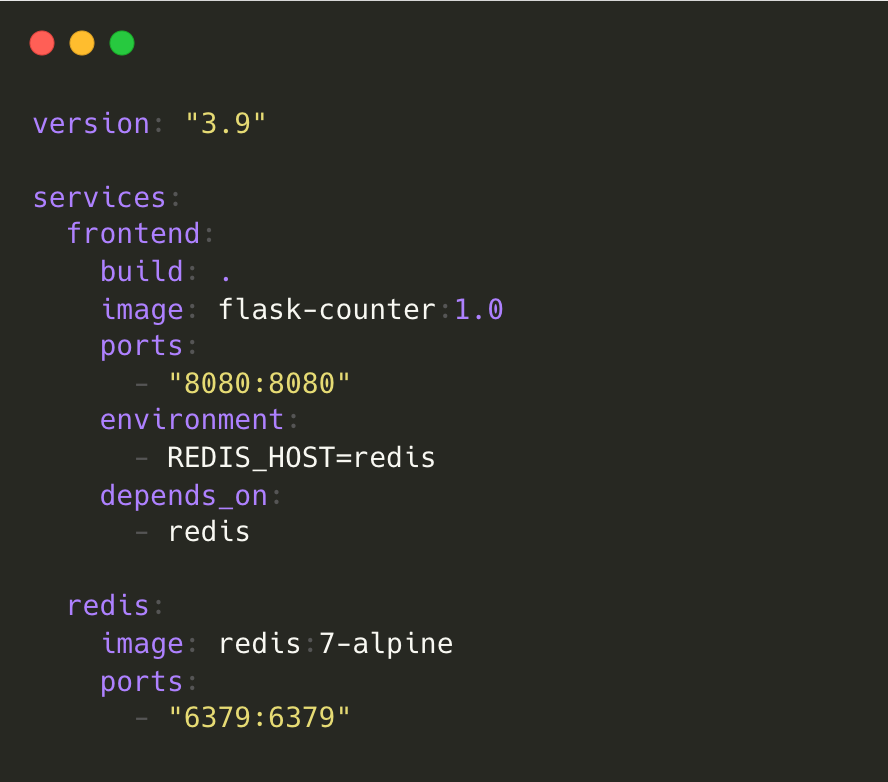 version: "3.9"

services:
  frontend:
    build: .
    image: flask-counter:1.0
    ports:
      - "8080:8080"
    environment:
      - REDIS_HOST=redis
    depends_on:
      - redis

  redis:
    image: redis:7-alpine
    ports:
      - "6379:6379"